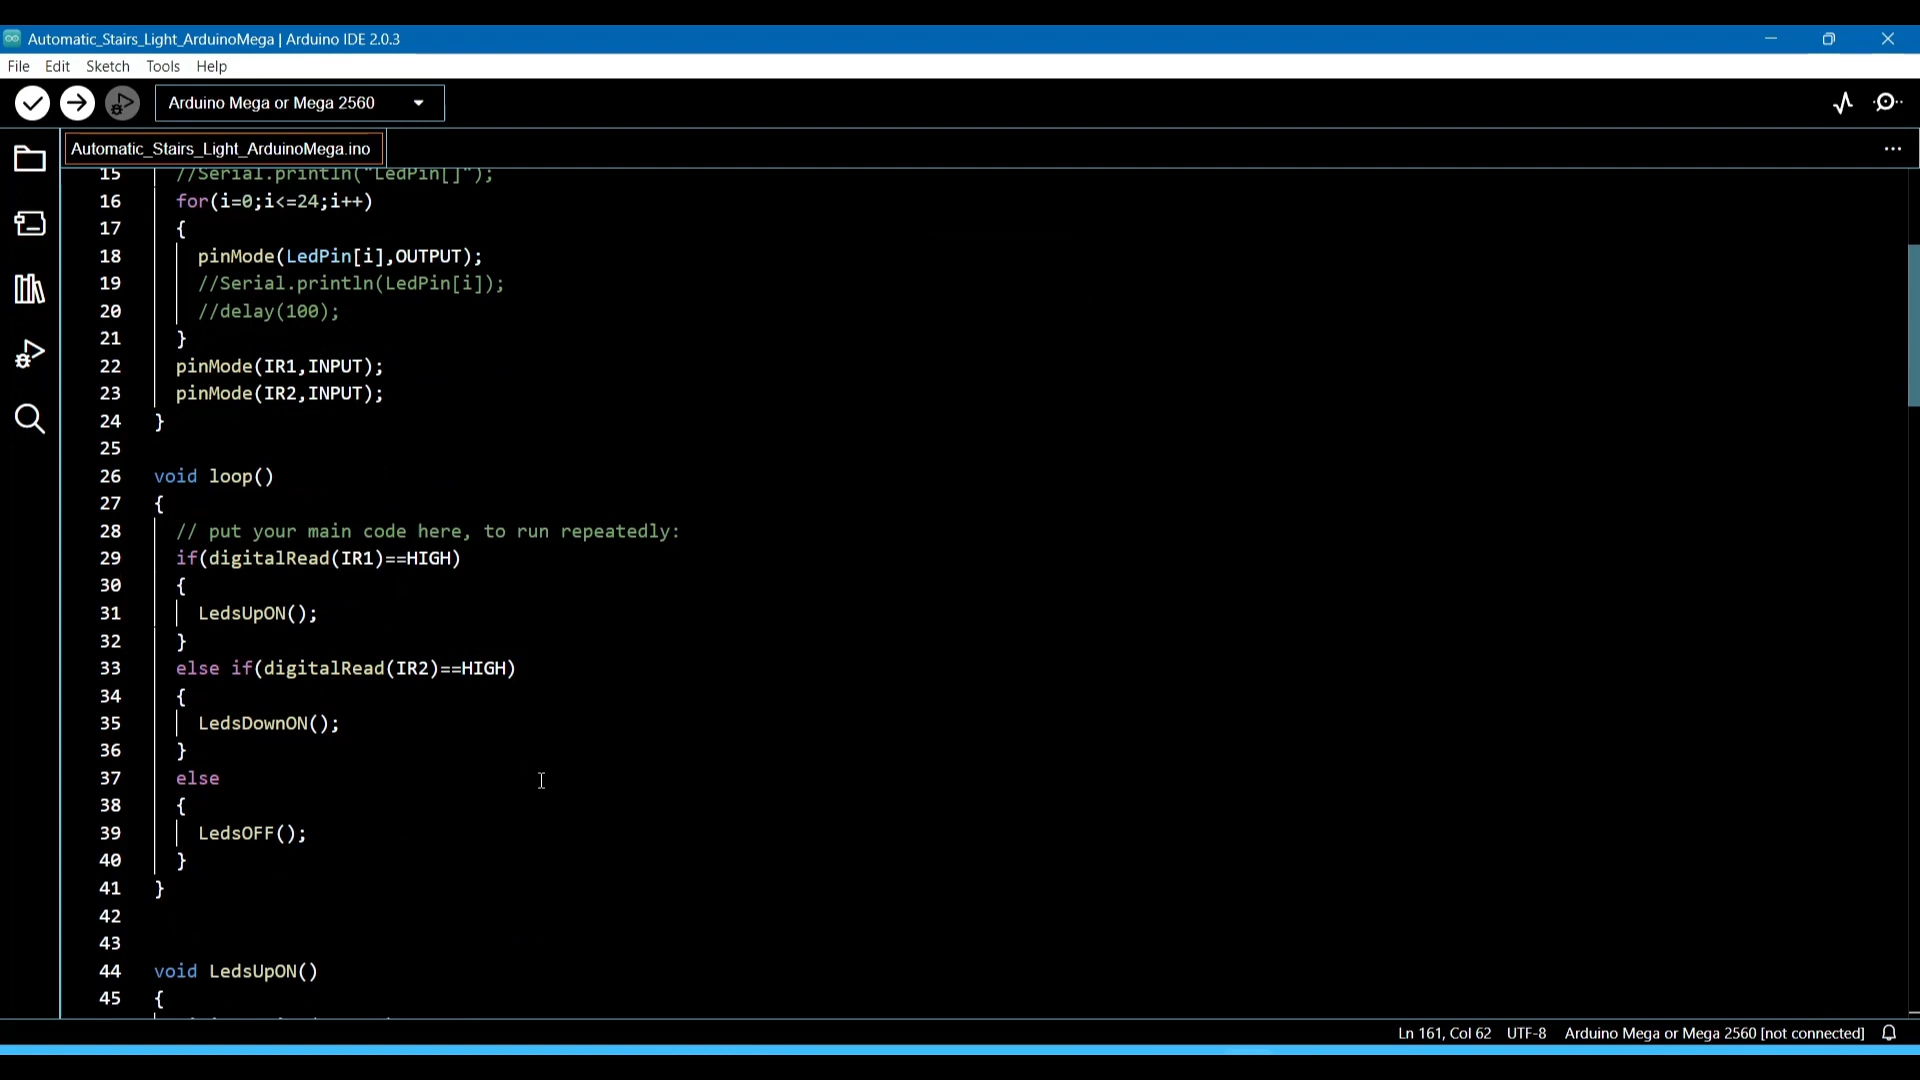 Automatic_Stairs_Light_ArduinoMega | Arduino IDE 2.0.3
File Edit Sketch Tools Help
Arduino Mega or Mega 2560
Automatic_Stairs_Light_ArduinoMega.ino
15 //Serial.println("LedPin[]");
16 for(i=0;i<=24;i++)
17 {
18 pinMode(LedPin[i],OUTPUT);
19 //Serial.println(LedPin[i]);
20 //delay(100);
21 }
22 pinMode(IR1,INPUT);
23 pinMode(IR2,INPUT);
24 }
25
26 void loop()
27 {
28 // put your main code here, to run repeatedly:
29 if(digitalRead(IR1)==HIGH)
30 {
31 LedsUpON();
32 }
33 else if(digitalRead(IR2)==HIGH)
34 {
35 LedsDownON();
36 }
37 else
38 {
39 LedsOFF();
40 }
41 }
42
43
44 void LedsUpON()
45 {
Ln 161, Col 62 UTF-8 Arduino Mega or Mega 2560 [not connected]